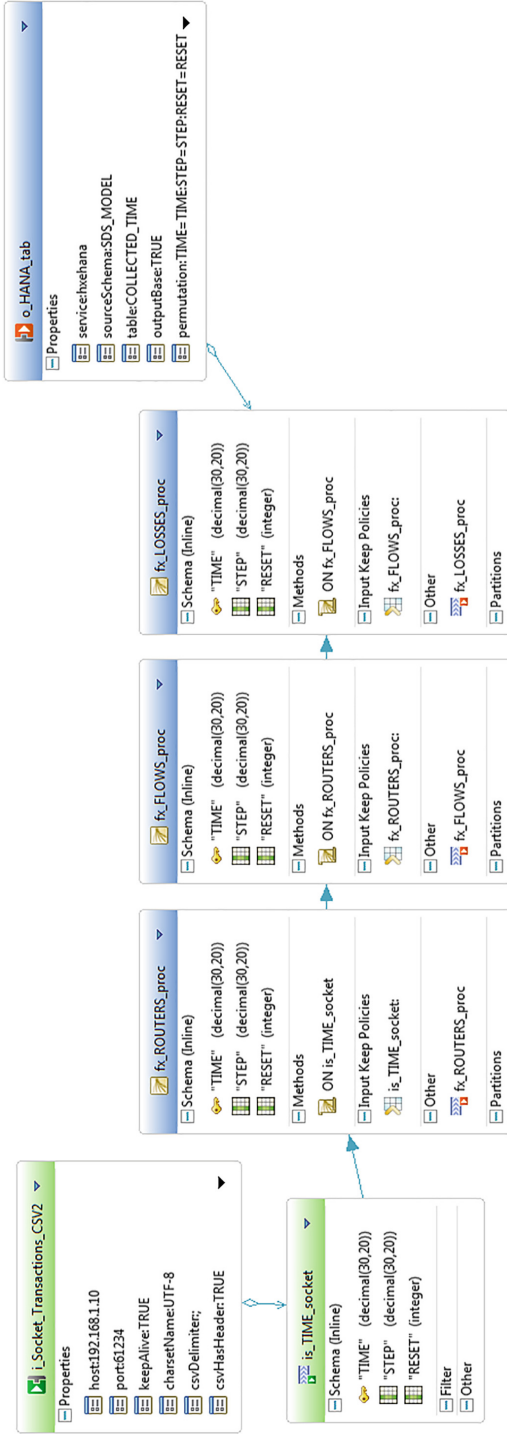 i_Socket_Transactions_CSV2
Properties
host:192.168.1.10
port:61234
keepAlive:TRUE
charsetName:UTF-8
csvDelimiter:;
csvHasHeader:TRUE
is_TIME_socket
Schema (Inline)
"TIME" (decimal(30,20))
"STEP" (decimal(30,20))
"RESET" (integer)
Filter
Other
fx_ROUTERS_proc
Schema (Inline)
"TIME" (decimal(30,20))
"STEP" (decimal(30,20))
"RESET" (integer)
Methods
ON is_TIME_socket
Input Keep Policies
is_TIME_socket:
Other
fx_ROUTERS_proc
Partitions
fx_FLOWS_proc
Schema (Inline)
"TIME" (decimal(30,20))
"STEP" (decimal(30,20))
"RESET" (integer)
Methods
ON fx_ROUTERS_proc
Input Keep Policies
fx_ROUTERS_proc:
Other
fx_FLOWS_proc
Partitions
fx_LOSSES_proc
Schema (Inline)
"TIME" (decimal(30,20))
"STEP" (decimal(30,20))
"RESET" (integer)
Methods
ON fx_FLOWS_proc
Input Keep Policies
fx_FLOWS_proc:
Other
fx_LOSSES_proc
Partitions
o_HANA_tab
Properties
service:hxehana
sourceSchema:SDS_MODEL
table:COLLECTED_TIME
outputBase:TRUE
permutation:TIME=TIME:STEP=STEP:RESET=RESET